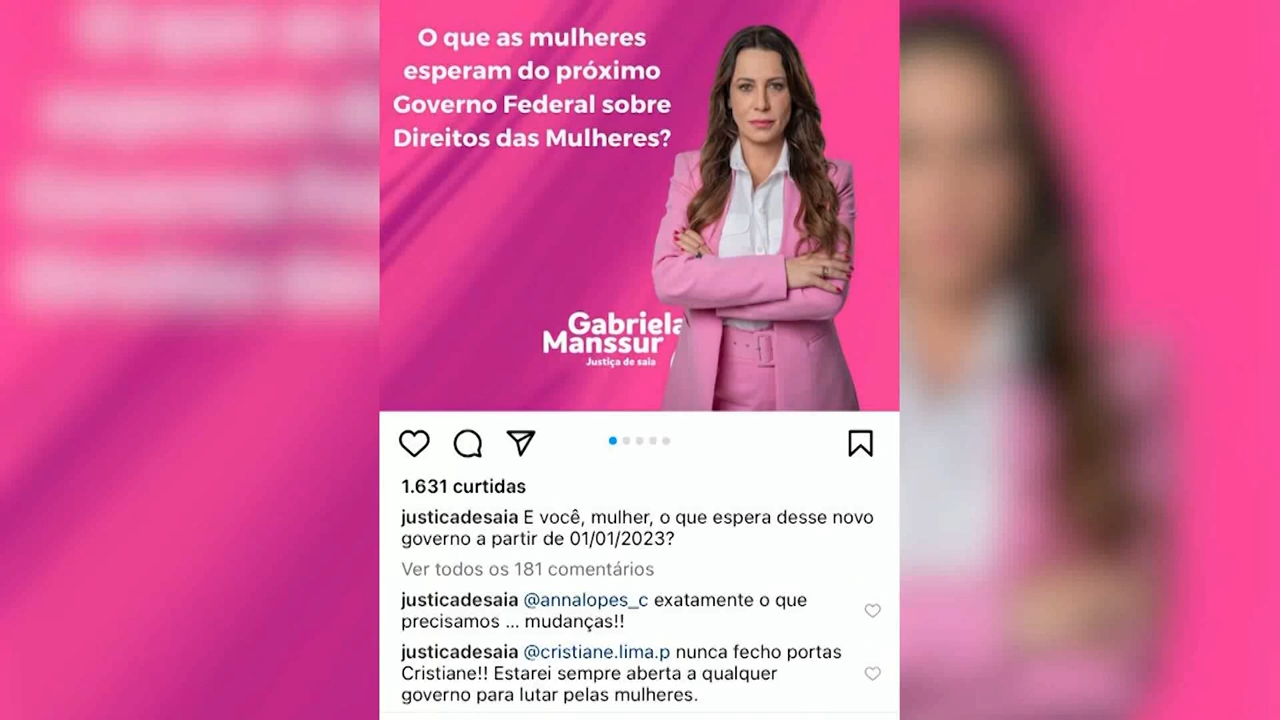 O que as mulheres
esperam do próximo
Governo Federal sobre
Direitos das Mulheres?
Gabriela
Manssur
Justiça de saia
1.631 curtidas
justicadesaia E você, mulher, o que espera desse novo
governo a partir de 01/01/2023?
Ver todos os 181 comentários
justicadesaia @annalopes_c exatamente o que
precisamos ... mudanças!!
justicadesaia @cristiane.lima.p nunca fecho portas
Cristiane!! Estarei sempre aberta a qualquer
governo para lutar pelas mulheres.